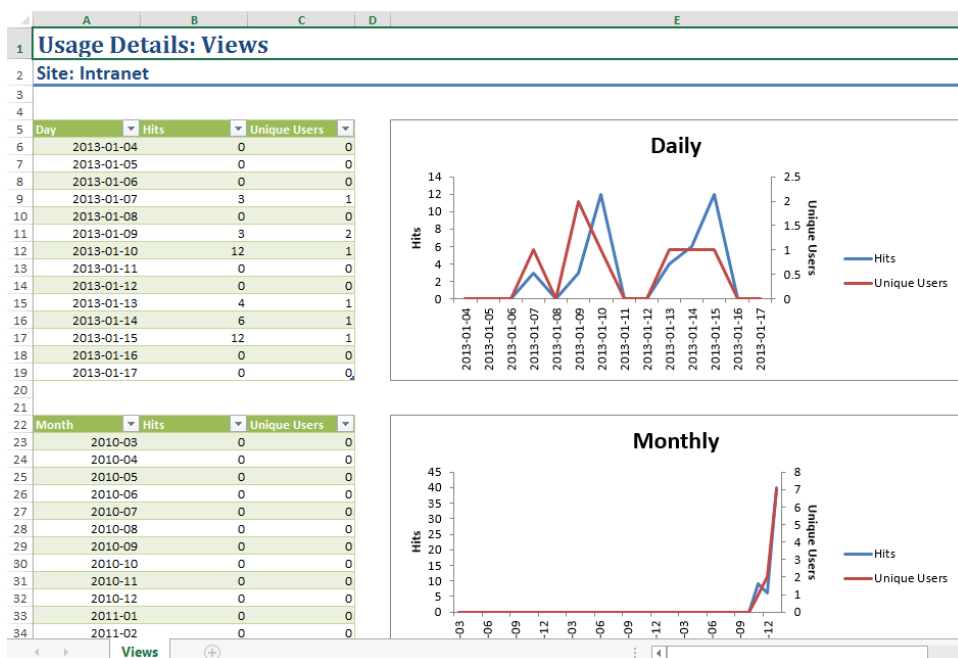 A B C D E
1 Usage Details: Views
2 Site: Intranet
3
4
5 Day Hits Unique Users
6 2013-01-04 0 0
7 2013-01-05 0 0
8 2013-01-06 0 0
9 2013-01-07 3 1
10 2013-01-08 0 0
11 2013-01-09 3 2
12 2013-01-10 12 1
13 2013-01-11 0 0
14 2013-01-12 0 0
15 2013-01-13 4 1
16 2013-01-14 6 1
17 2013-01-15 12 1
18 2013-01-16 0 0
19 2013-01-17 0 0
20
21
Daily
14
12
10
8
6
4
2
0
Hits
2.5
2
1.5
1
0.5
0
Unique Users
Hits
Unique Users
2013-01-04
2013-01-05
2013-01-06
2013-01-07
2013-01-08
2013-01-09
2013-01-10
2013-01-11
2013-01-12
2013-01-13
2013-01-14
2013-01-15
2013-01-16
2013-01-17
22 Month Hits Unique Users
23 2010-03 0 0
24 2010-04 0 0
25 2010-05 0 0
26 2010-06 0 0
27 2010-07 0 0
28 2010-08 0 0
29 2010-09 0 0
30 2010-10 0 0
31 2010-11 0 0
32 2010-12 0 0
33 2011-01 0 0
34 2011-02 0 0
Monthly
45
40
35
30
25
20
15
10
5
0
Hits
8
7
6
5
4
3
2
1
0
Unique Users
Hits
Unique Users
-03
-06
-09
-12
-03
-06
-09
-12
-03
-06
-09
-12
Views